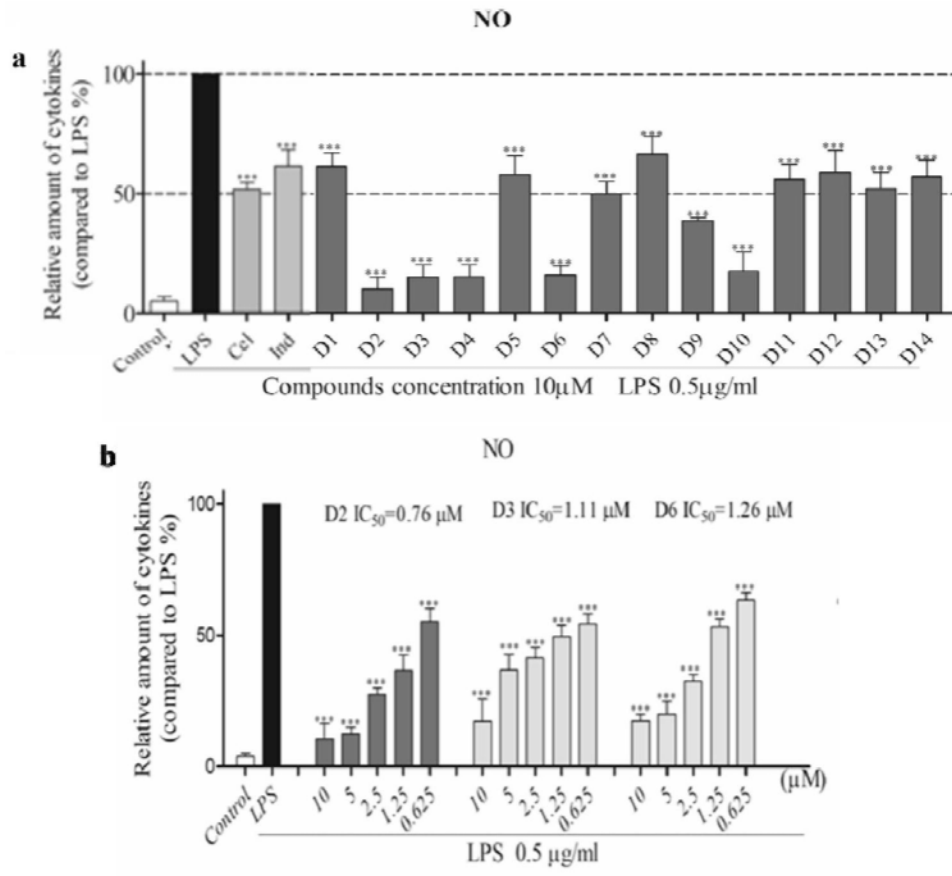 NO
a
Relative amount of cytokines
(compared to LPS %)
100
50
0
*** *** *** *** *** *** *** *** *** *** *** *** *** *** ***
Control LPS Cel Ind D1 D2 D3 D4 D5 D6 D7 D8 D9 D10 D11 D12 D13 D14
Compounds concentration 10μM LPS 0.5μg/ml
b
NO
Relative amount of cytokines
(compared to LPS %)
100
50
0
D2 IC50=0.76 μM D3 IC50=1.11 μM D6 IC50=1.26 μM
*** *** *** *** *** *** *** *** *** *** *** *** *** *** ***
Control LPS 10 5 2.5 1.25 0.625 10 5 2.5 1.25 0.625 10 5 2.5 1.25 0.625 (μM)
LPS 0.5 μg/ml